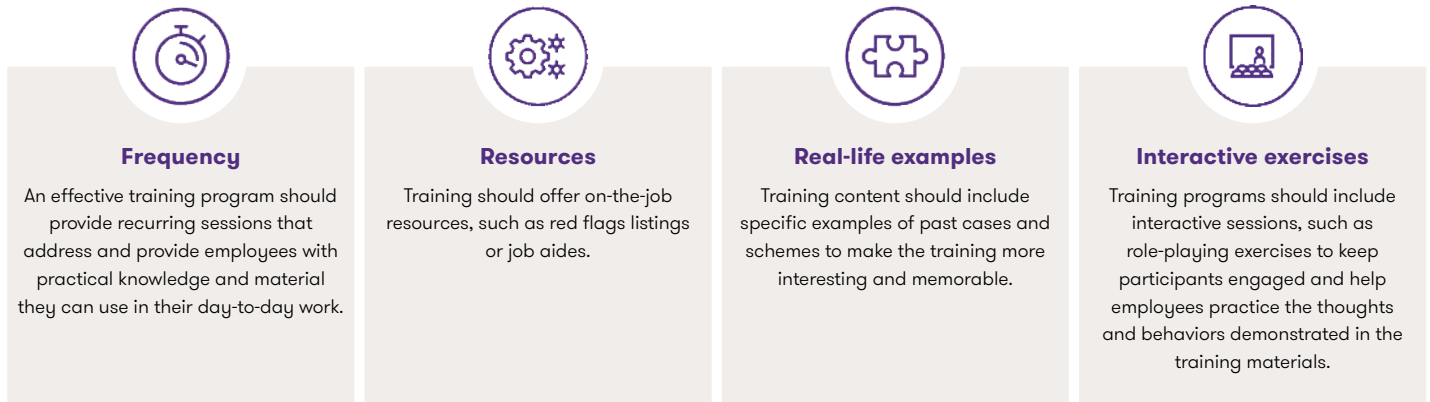 Frequency
An effective training program should
provide recurring sessions that
address and provide employees with
practical knowledge and material
they can use in their day-to-day work.
Resources
Training should offer on-the-job
resources, such as red flags listings
or job aides.
Real-life examples
Training content should include
specific examples of past cases and
schemes to make the training more
interesting and memorable.
Interactive exercises
Training programs should include
interactive sessions, such as
role-playing exercises to keep
participants engaged and help
employees practice the thoughts
and behaviors demonstrated in the
training materials.